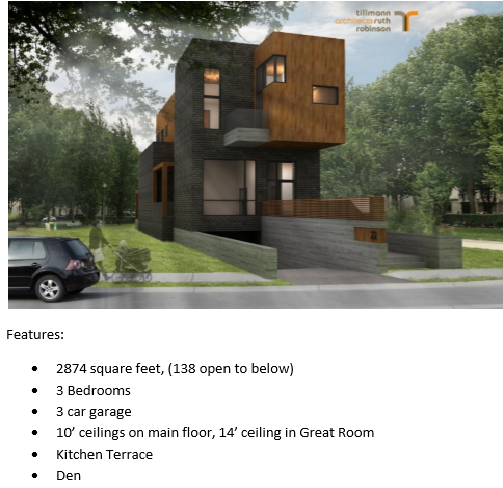 tillmann
architects ruth
robinson
Features:
• 2874 square feet, (138 open to below)
• 3 Bedrooms
• 3 car garage
• 10’ ceilings on main floor, 14’ ceiling in Great Room
• Kitchen Terrace
• Den